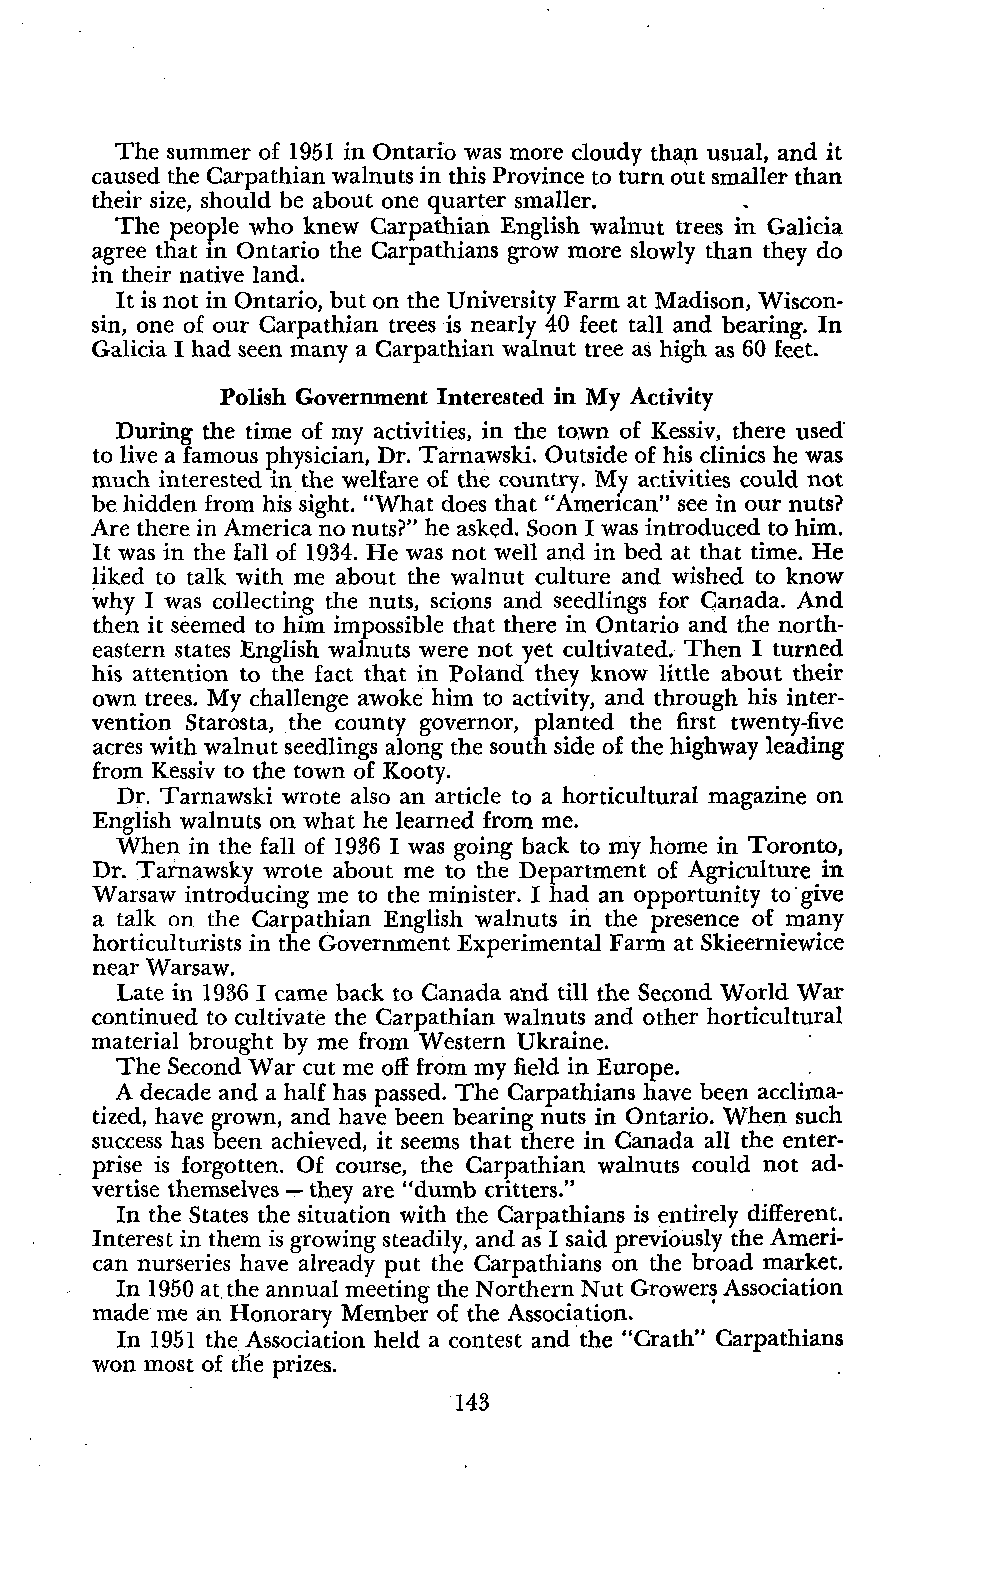 The summer of 1951 in Ontario was more cloudy than usual, and it
caused the Carpathian walnuts in this Province to turn out smaller than
their size, should be about one quarter smaller.
The people who knew Carpathian English walnut trees in Galicia
agree that in Ontario the Carpathians grow more slowly than they do
in their native land.
It is not in Ontario, but on the University Farm at Madison, Wiscon-
sin, one of our Carpathian trees is nearly 40 feet tall and bearing. In
Galicia I had seen many a Carpathian walnut tree as high as 60 feet.
Polish Government Interested in My Activity
During the time of my activities, in the town of Kessiv, there used
to live a famous physician, Dr. Tarnawski. Outside of his clinics he was
much interested in the welfare of the country. My activities could not
be hidden from his sight. "What does that "American" see in our nuts?
Are there in America no nuts?" he asked. Soon I was introduced to him.
It was in the fall of 1934. He was not well and in bed at that time. He
liked to talk with me about the walnut culture and wished to know
why I was collecting the nuts, scions and seedlings for Canada. And
then it seemed to him impossible that there in Ontario and the north-
eastern states English walnuts were not yet cultivated. Then I turned
his attention to the fact that in Poland they know little about their
own trees. My challenge awoke him to activity, and through his inter-
vention Starosta, the county governor, planted the first twenty-five
acres with walnut seedlings along the south side of the highway leading
from Kessiv to the town of Kooty.
Dr. Tarnawski wrote also an article to a horticultural magazine on
English walnuts on what he learned from me.
When in the fall of 1936 I was going back to my home in Toronto,
Dr. Tarnawsky wrote about me to the Department of Agriculture in
Warsaw introducing me to the minister. I had an opportunity to give
a talk on the Carpathian English walnuts in the presence of many
horticulturists in the Government Experimental Farm at Skieerniewice
near Warsaw.
Late in 1936 I came back to Canada and till the Second World War
continued to cultivate the Carpathian walnuts and other horticultural
material brought by me from Western Ukraine.
The Second War cut me off from my field in Europe.
A decade and a half has passed. The Carpathians have been acclima-
tized, have grown, and have been bearing nuts in Ontario. When such
success has been achieved, it seems that there in Canada all the enter-
prise is forgotten. Of course, the Carpathian walnuts could not ad-
vertise themselves — they are "dumb critters."
In the States the situation with the Carpathians is entirely different.
Interest in them is growing steadily, and as I said previously the Ameri-
can nurseries have already put the Carpathians on the broad market.
In 1950 at the annual meeting the Northern Nut Growers Association
made me an Honorary Member of the Association.
In 1951 the Association held a contest and the "Crath" Carpathians
won most of the prizes.
143